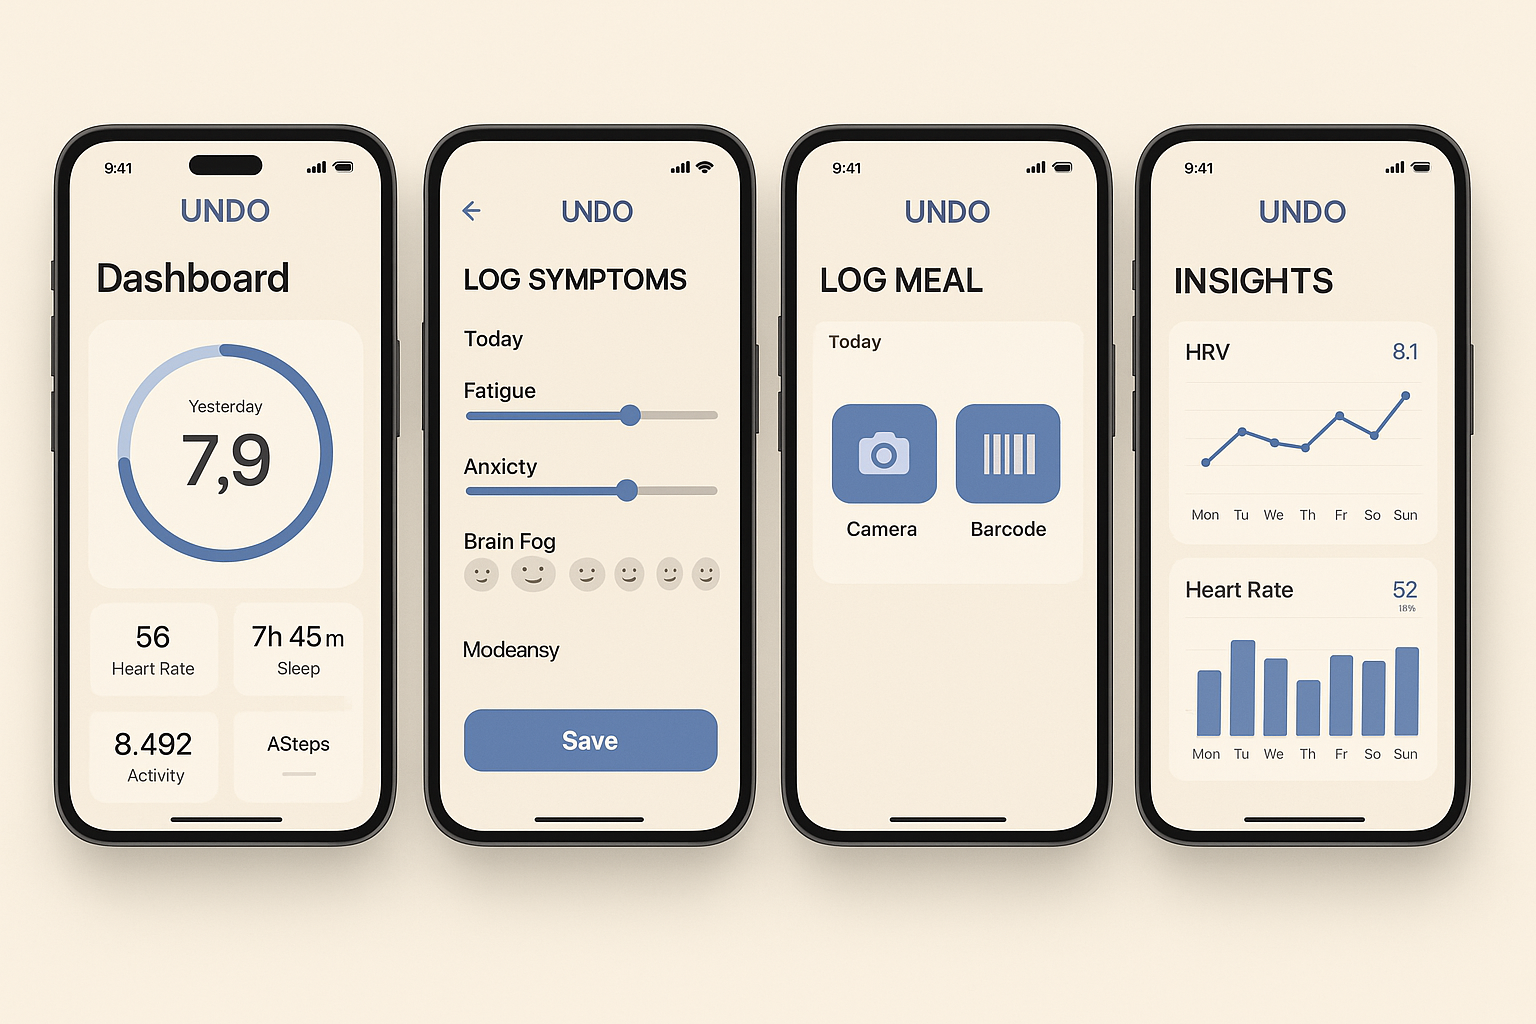 9:41
UNDO
Dashboard
Yesterday
7,9
56
Heart Rate
7h 45 m
Sleep
8.492
Activity
ASteps
UNDO
LOG SYMPTOMS
Today
Fatigue
Anxicty
Brain Fog
Modeansy
Save
9:41
UNDO
LOG MEAL
Today
Camera
Barcode
9:41
UNDO
INSIGHTS
HRV 8.1
Mon Tu We Th Fr So Sun
Heart Rate 52
18%
Mon Tu We Th Fr So Sun